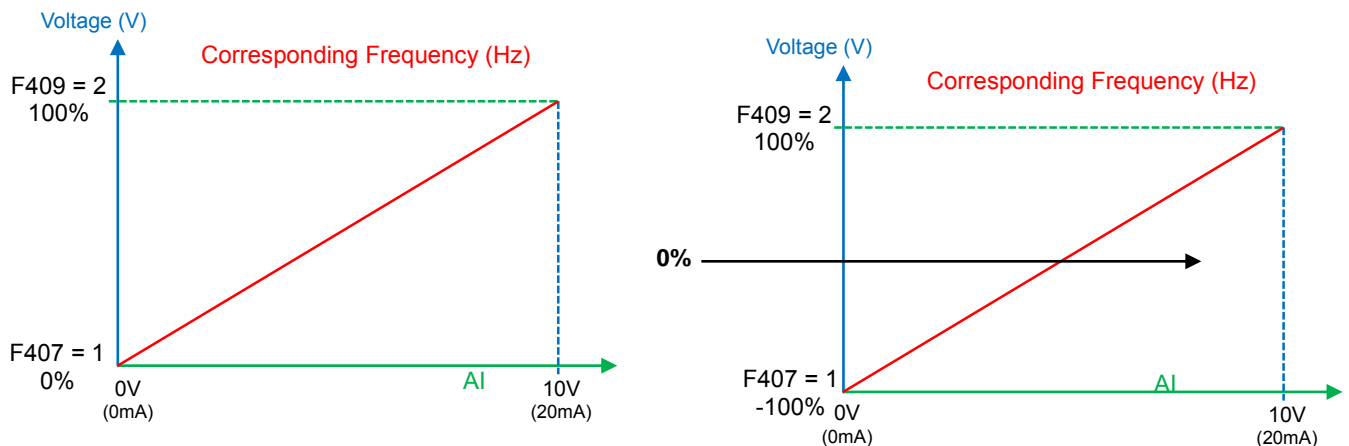 Voltage (V)
Corresponding Frequency (Hz)
F409 = 2
100%
F407 = 1
0%
AI
0V
(0mA)
10V
(20mA)
Voltage (V)
Corresponding Frequency (Hz)
F409 = 2
100%
0%
F407 = 1
-100%
AI
0V
(0mA)
10V
(20mA)